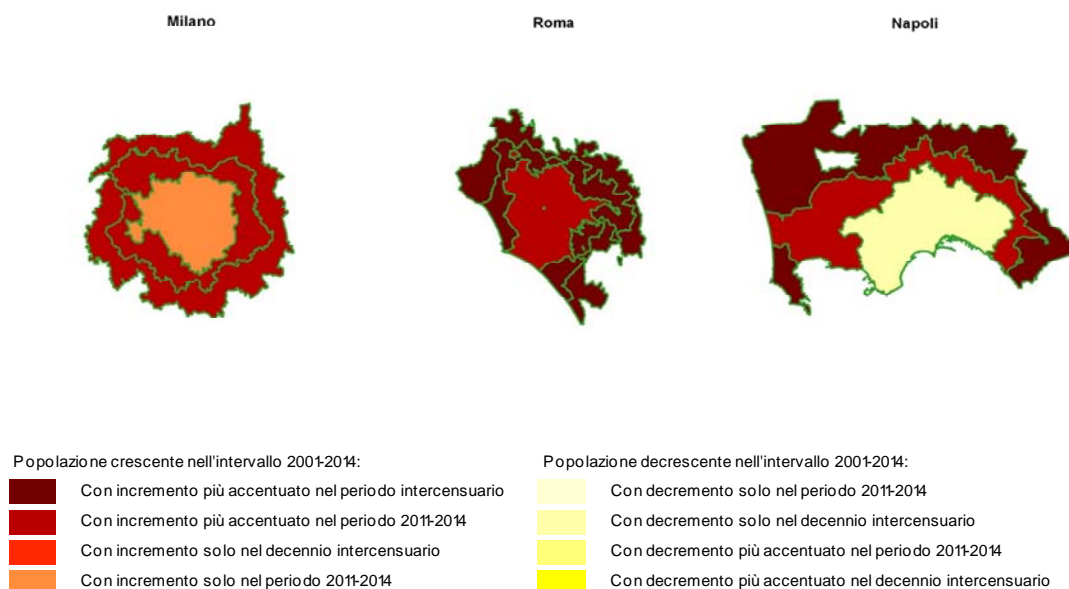 Milano
Roma
Napoli
Popolazione crescente nell'intervallo 2001-2014:
Con incremento più accentuato nel periodo intercensuario
Con incremento più accentuato nel periodo 2011-2014
Con incremento solo nel decennio intercensuario
Con incremento solo nel periodo 2011-2014
Popolazione decrescente nell'intervallo 2001-2014:
Con decremento solo nel periodo 2011-2014
Con decremento solo nel decennio intercensuario
Con decremento più accentuato nel periodo 2011-2014
Con decremento più accentuato nel decennio intercensuario